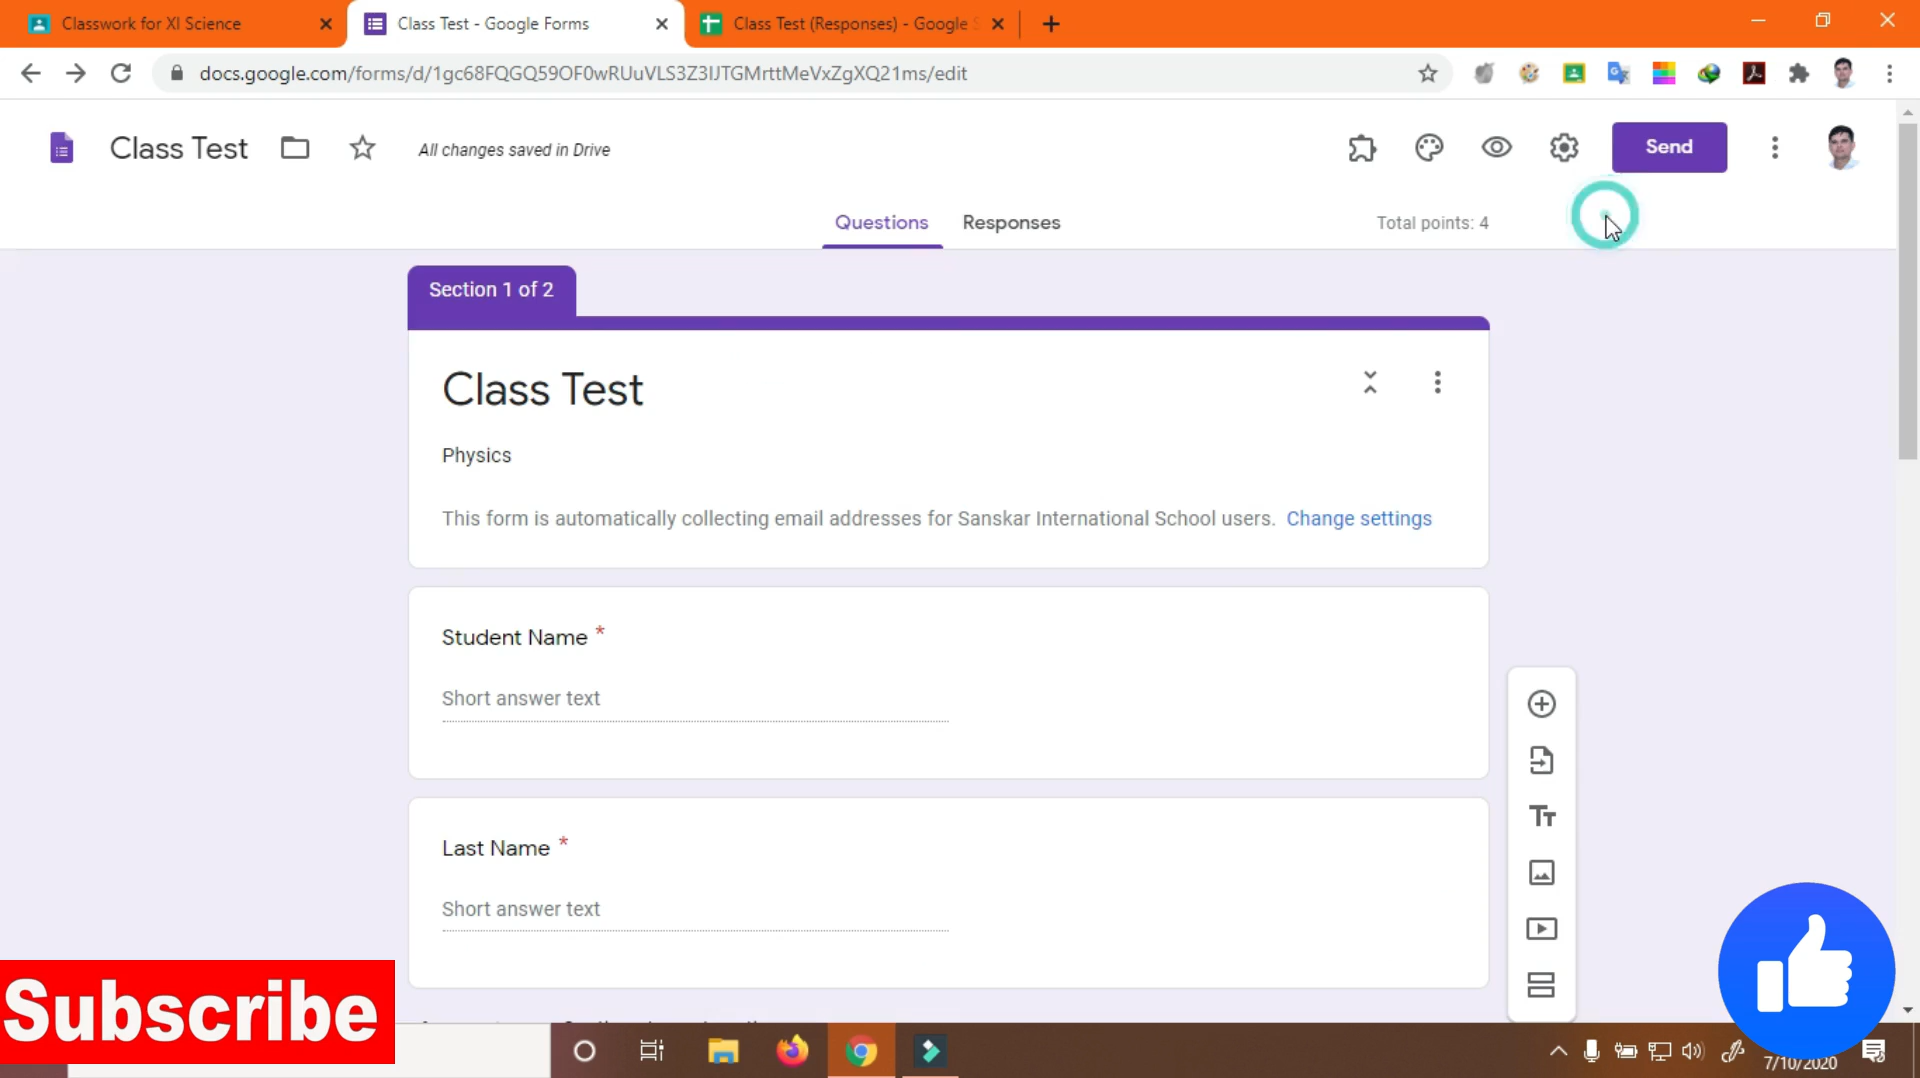 Classwork for XI Science
Class Test - Google Forms
Class Test (Responses) - Google S
docs.google.com/forms/d/1gc68FQGQ59OF0wRUuVLS3Z3IJTGMrttMeVxZgXQ21ms/edit
Class Test
All changes saved in Drive
Send
Questions
Responses
Total points: 4
Section 1 of 2
Class Test
Physics
This form is automatically collecting email addresses for Sanskar International School users. Change settings
Student Name *
Short answer text
Last Name *
Short answer text
Subscribe
7/10/2020